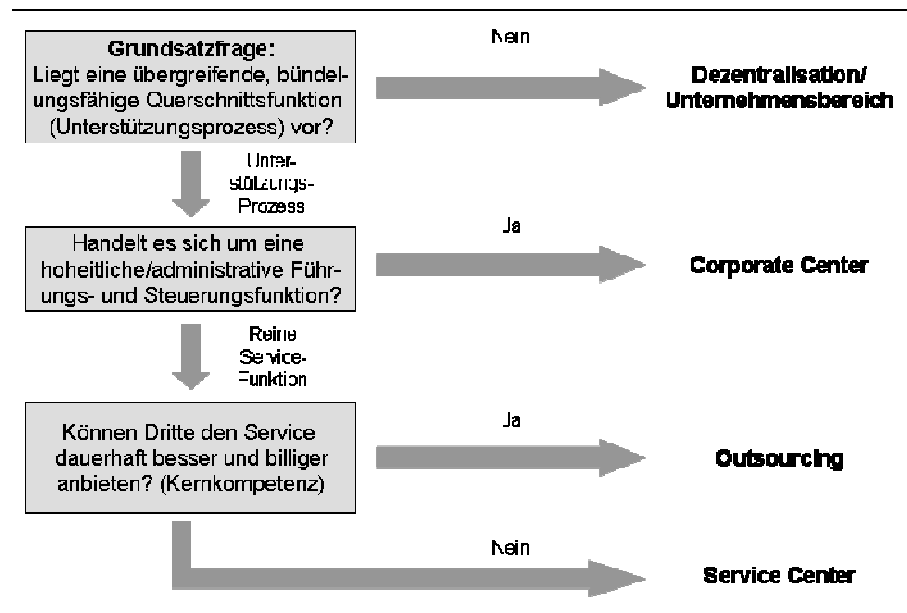 Grundsatzfrage:
Liegt eine übergreifende, bündel-
ungsfähige Querschnittsfunktion
(Unterstützungsprozess) vor?
Nein
Dezentralisation/
Unternehmensbereich
Unter-
stützungs-
Prozess
Handelt es sich um eine
hoheitliche/administrative Führ-
ungs- und Steuerungsfunktion?
Ja
Corporate Center
Reine
Service-
Funktion
Können Dritte den Service
dauerhaft besser und billiger
anbieten? (Kernkompetenz)
Ja
Outsourcing
Nein
Service Center